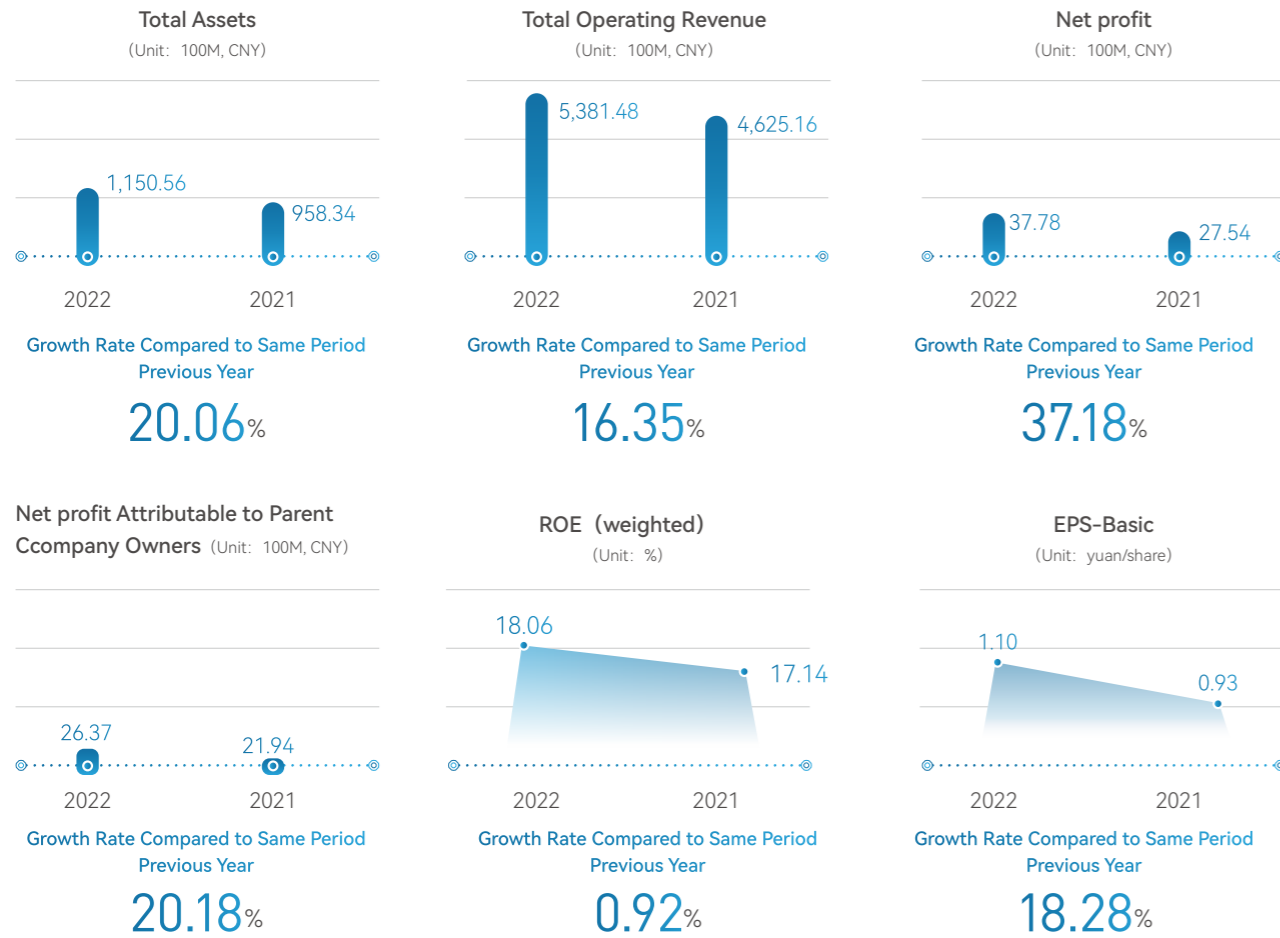 Total Assets
（Unit：100M, CNY）
1,150.56
958.34
2022
2021
Growth Rate Compared to Same Period
Previous Year
20.06%
Total Operating Revenue
（Unit：100M, CNY）
5,381.48
4,625.16
2022
2021
Growth Rate Compared to Same Period
Previous Year
16.35%
Net profit
（Unit：100M, CNY）
37.78
27.54
2022
2021
Growth Rate Compared to Same Period
Previous Year
37.18%
Net profit Attributable to Parent
Ccompany Owners（Unit：100M, CNY）
26.37
21.94
2022
2021
Growth Rate Compared to Same Period
Previous Year
20.18%
ROE（weighted）
（Unit：%）
18.06
17.14
2022
2021
Growth Rate Compared to Same Period
Previous Year
0.92%
EPS-Basic
（Unit：yuan/share）
1.10
0.93
2022
2021
Growth Rate Compared to Same Period
Previous Year
18.28%